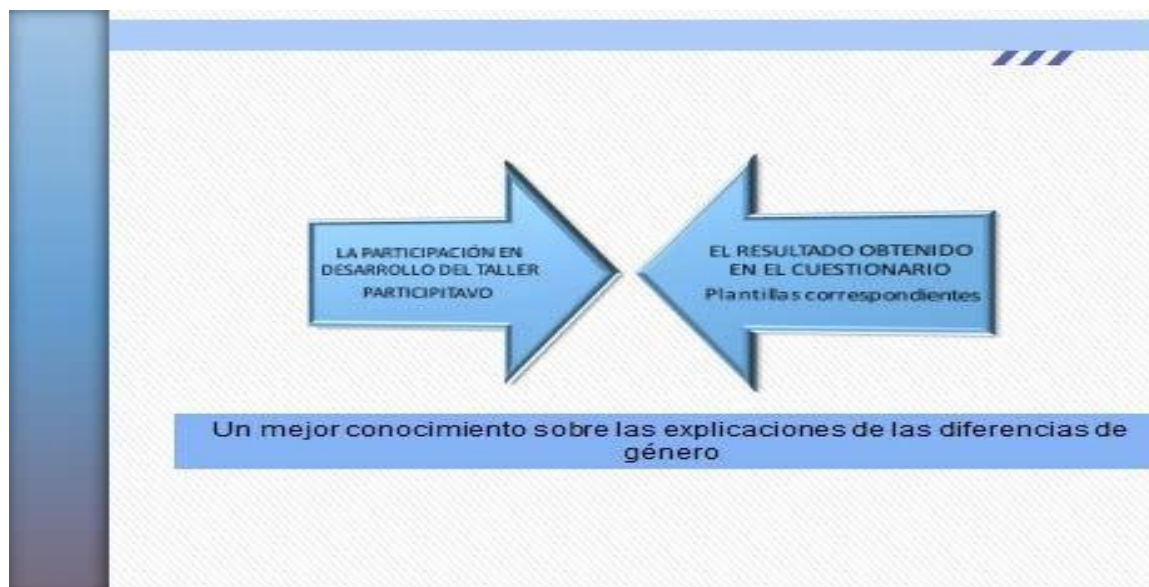 LA PARTICIPACIÓN EN
DESARROLLO DEL TALLER
PARTICIPITAVO
EL RESULTADO OBTENIDO
EN EL CUESTIONARIO
Plantillas correspondientes
Un mejor conocimiento sobre las explicaciones de las diferencias de
género